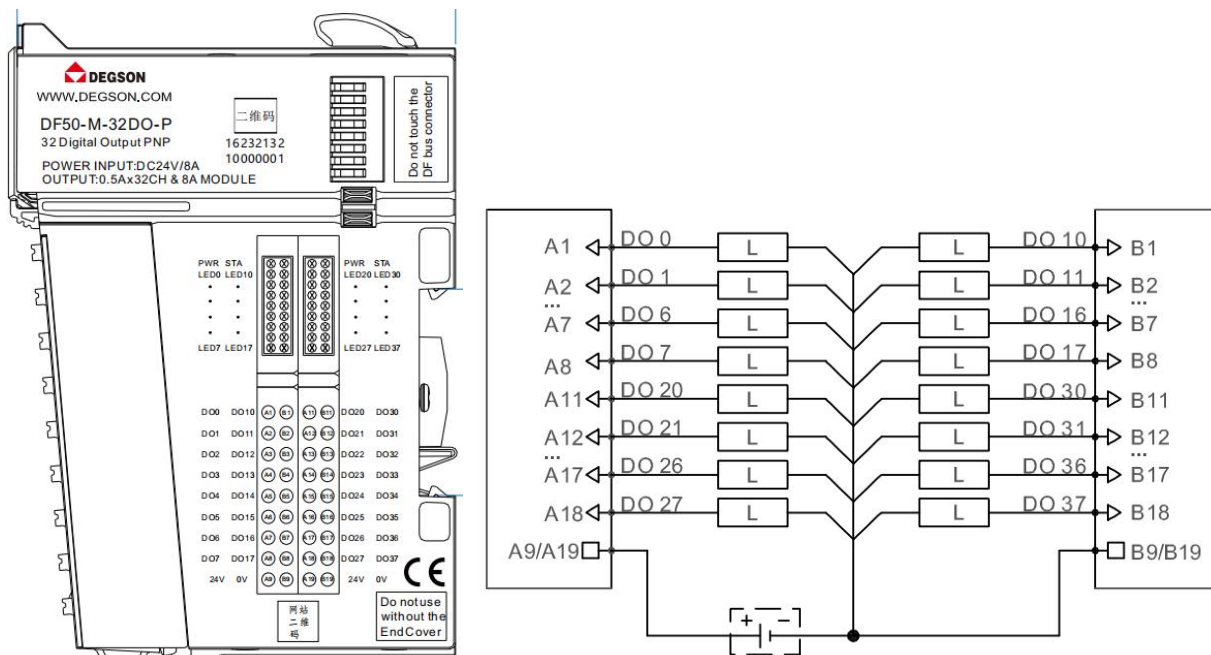 DEGSON
WWW.DEGSON.COM
DF50-M-32DO-P
32 Digital Output PNP
POWER INPUT:DC24V/8A
OUTPUT:0.5Ax32CH & 8A MODULE
二维码
16232132
10000001
Do not touch the
DF bus connector
PWR STA PWR STA
LED0 LED10 LED20 LED30
LED7 LED17 LED27 LED37
DO0 DO10 A1 B1 A11 B11 DO20 DO30
DO1 DO11 A2 B2 A12 B12 DO21 DO31
DO2 DO12 A3 B3 A13 B13 DO22 DO32
DO3 DO13 A4 B4 A14 B14 DO23 DO33
DO4 DO14 A5 B5 A15 B15 DO24 DO34
DO5 DO15 A6 B6 A16 B16 DO25 DO35
DO6 DO16 A7 B7 A17 B17 DO26 DO36
DO7 DO17 A8 B8 A18 B18 DO27 DO37
24V 0V A9 B9 A19 B19 24V 0V
CE
网站
二维
码
Do not use
without the
EndCover
A1 DO 0 L L DO 10 B1
A2 DO 1 L L DO 11 B2
... ...
A7 DO 6 L L DO 16 B7
A8 DO 7 L L DO 17 B8
A11 DO 20 L L DO 30 B11
A12 DO 21 L L DO 31 B12
... ...
A17 DO 26 L L DO 36 B17
A18 DO 27 L L DO 37 B18
A9/A19 B9/B19
+ −